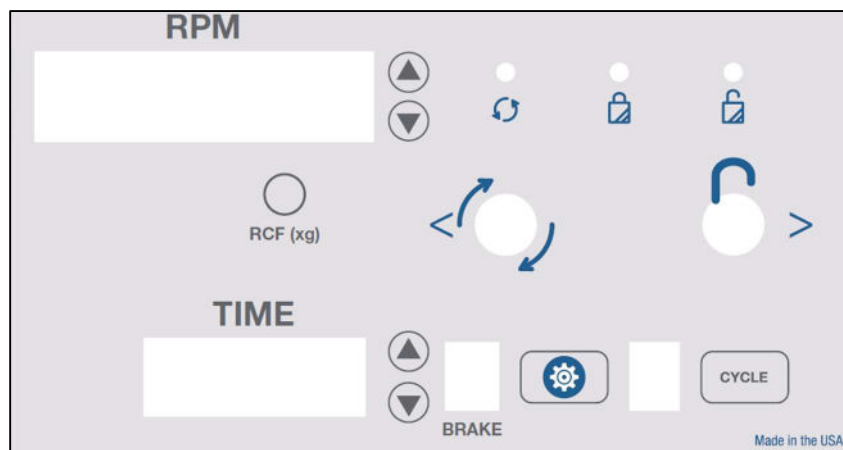 RPM
RCF (xg)
< >
TIME
CYCLE
BRAKE
Made in the USA